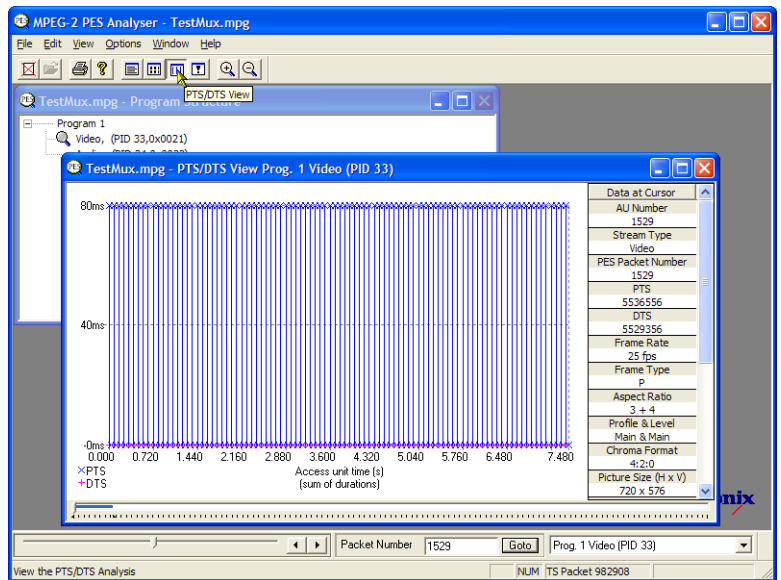 MPEG-2 PES Analyser - TestMux.mpg
File Edit View Options Window Help
PTS/DTS View
TestMux.mpg - Program Structure
Program 1
Video, (PID 33,0x0021)
TestMux.mpg - PTS/DTS View Prog. 1 Video (PID 33)
80ms
40ms
-0ms
0.000 0.720 1.440 2.160 2.880 3.600 4.320 5.040 5.760 6.480 7.480
×PTS
Access unit time (s)
+DTS
(sum of durations)
Data at Cursor
AU Number
1529
Stream Type
Video
PES Packet Number
1529
PTS
5536556
DTS
5529356
Frame Rate
25 fps
Frame Type
P
Aspect Ratio
3 ÷ 4
Profile & Level
Main & Main
Chroma Format
4:2:0
Picture Size (H x V)
720 x 576
nix
Packet Number 1529 Goto Prog. 1 Video (PID 33)
View the PTS/DTS Analysis NUM TS Packet 982908